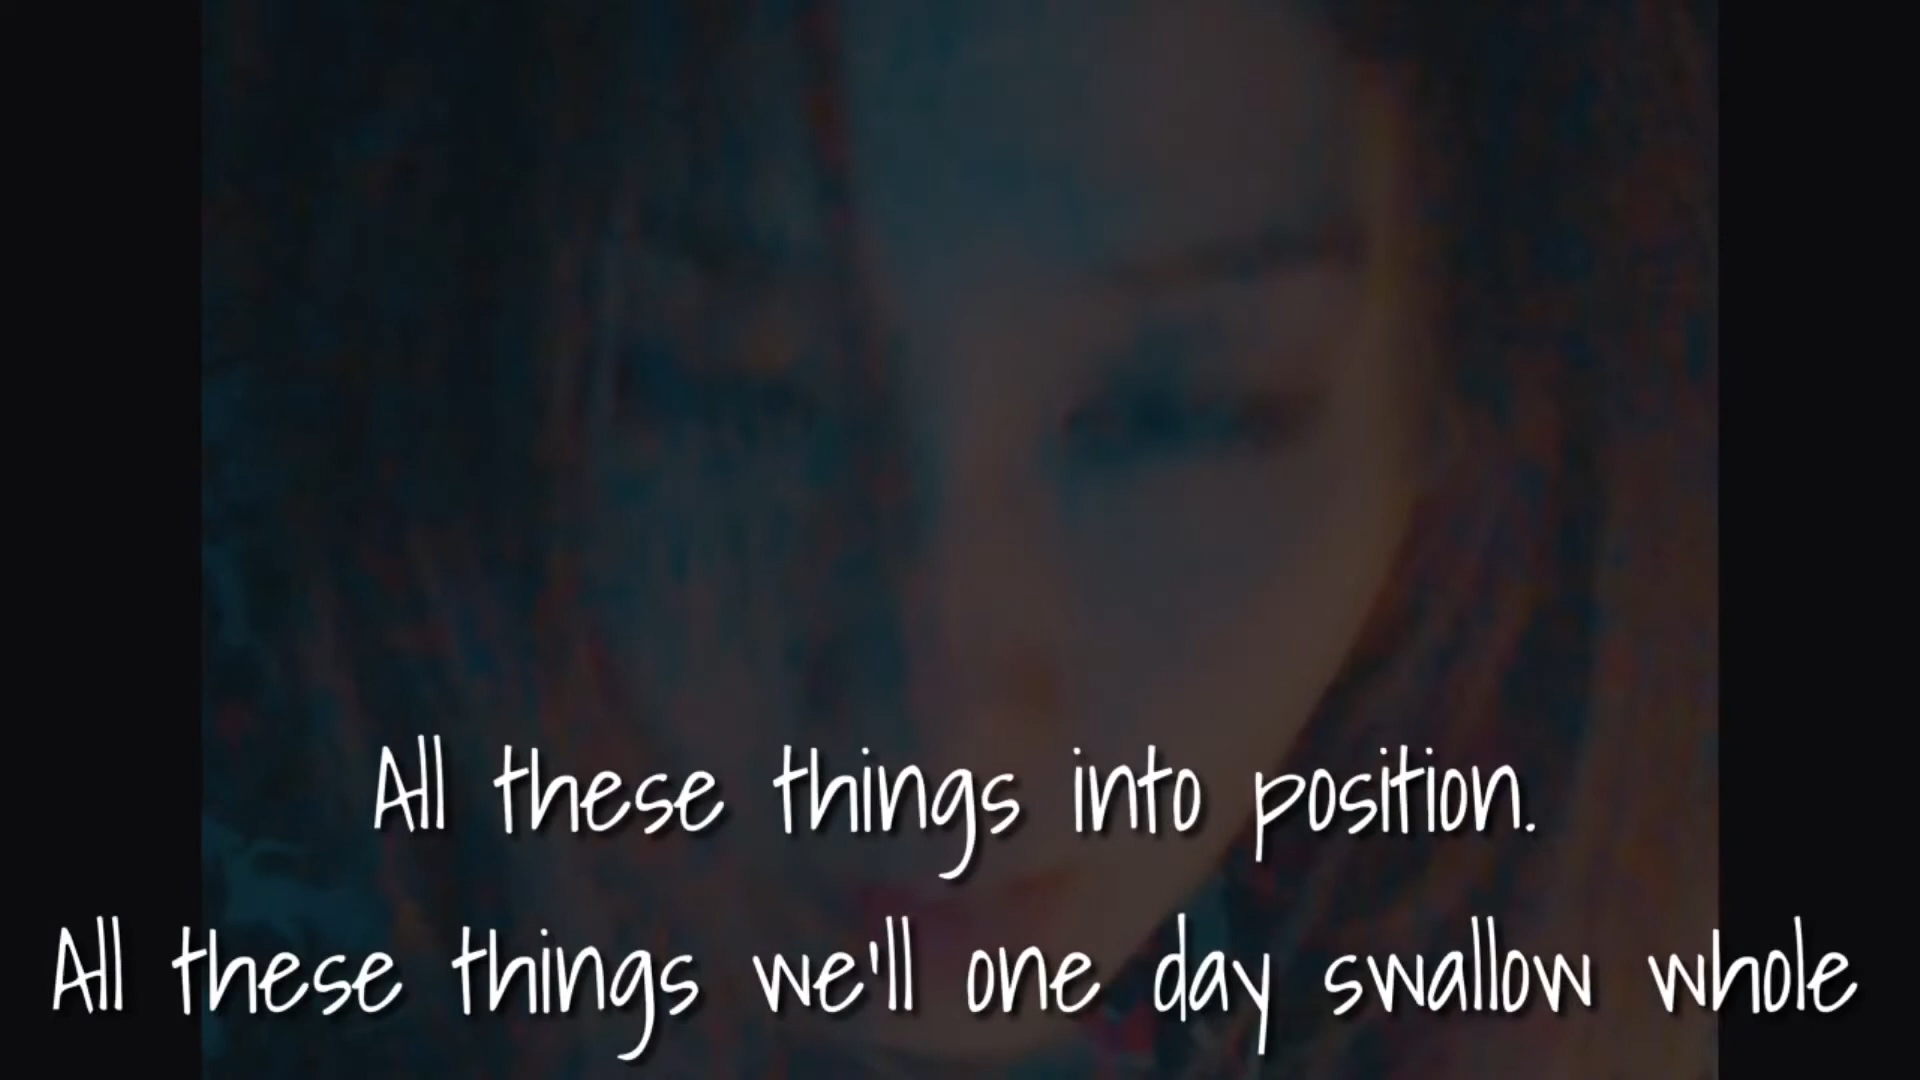 All these things into position.
All these things we'll one day swallow whole